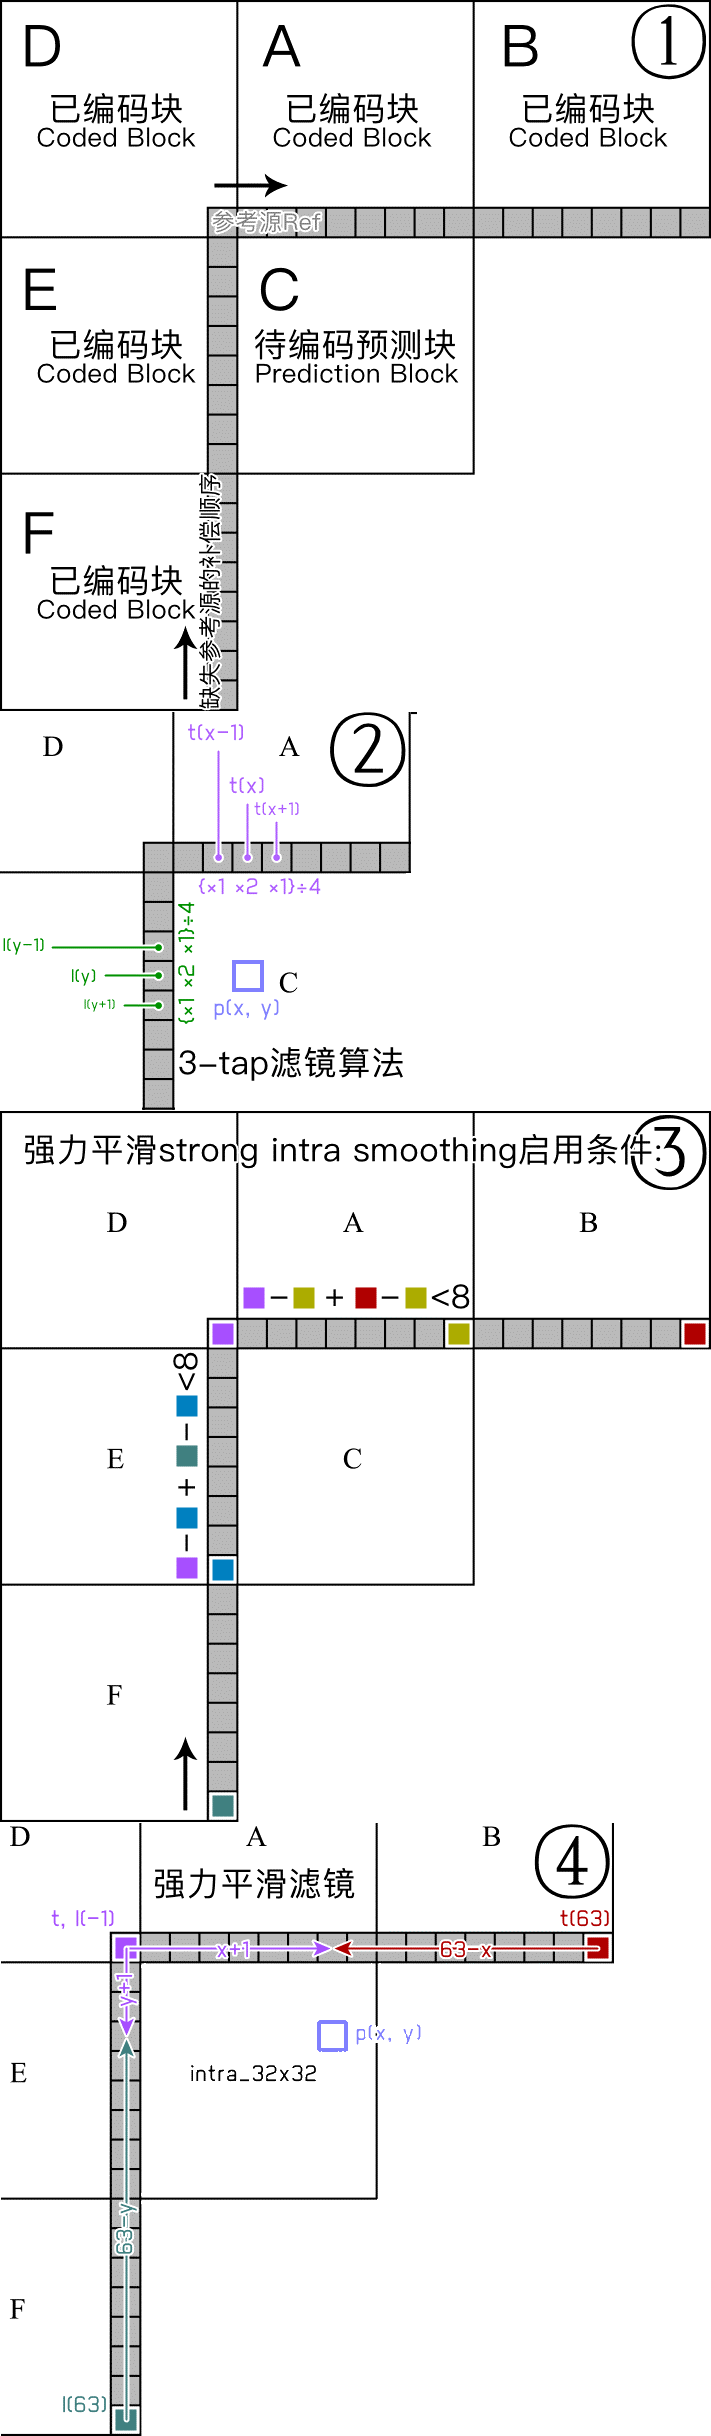 D
A
B
①
已编码块
Coded Block
已编码块
Coded Block
已编码块
Coded Block
参考源Ref
E
C
已编码块
Coded Block
待编码预测块
Prediction Block
F
已编码块
Coded Block
缺失参考源的补偿顺序
D
A
②
t(x-1)
t(x)
t(x+1)
{×1 ×2 ×1}÷4
l(y-1)
l(y)
l(y+1)
{×1 ×2 ×1}÷4
C
p(x, y)
3-tap滤镜算法
③
强力平滑strong intra smoothing启用条件:
D
A
B
- + - <8
- + - <8
E
C
F
D
A
B
④
强力平滑滤镜
t, l(-1)
t(63)
x+1
63-x
y+1
p(x, y)
E
intra_32x32
63-y
F
l(63)